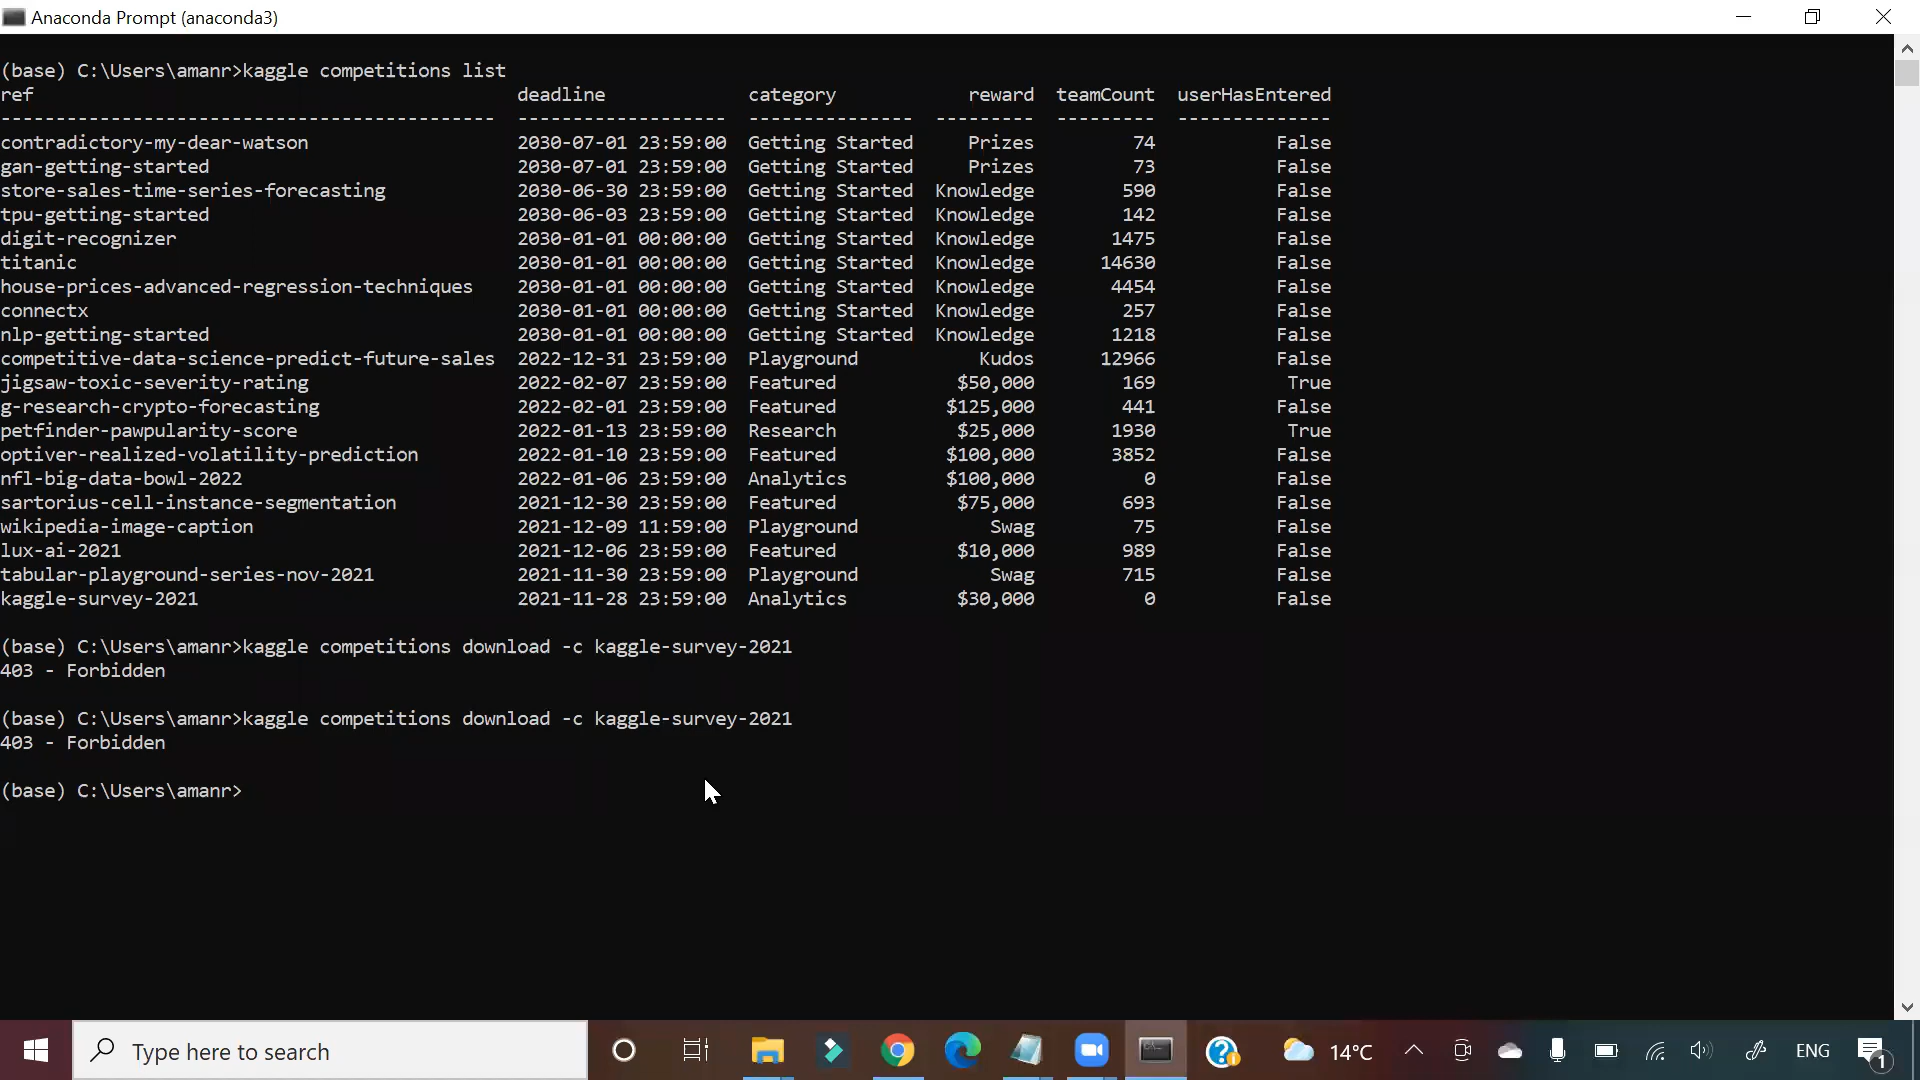 Anaconda Prompt (anaconda3)
(base) C:\Users\amanr>kaggle competitions list
ref deadline category reward teamCount userHasEntered
--------------------------------------------- ------------------- --------------- --------- --------- --------------
contradictory-my-dear-watson 2030-07-01 23:59:00 Getting Started Prizes 74 False
gan-getting-started 2030-07-01 23:59:00 Getting Started Prizes 73 False
store-sales-time-series-forecasting 2030-06-30 23:59:00 Getting Started Knowledge 590 False
tpu-getting-started 2030-06-03 23:59:00 Getting Started Knowledge 142 False
digit-recognizer 2030-01-01 00:00:00 Getting Started Knowledge 1475 False
titanic 2030-01-01 00:00:00 Getting Started Knowledge 14630 False
house-prices-advanced-regression-techniques 2030-01-01 00:00:00 Getting Started Knowledge 4454 False
connectx 2030-01-01 00:00:00 Getting Started Knowledge 257 False
nlp-getting-started 2030-01-01 00:00:00 Getting Started Knowledge 1218 False
competitive-data-science-predict-future-sales 2022-12-31 23:59:00 Playground Kudos 12966 False
jigsaw-toxic-severity-rating 2022-02-07 23:59:00 Featured $50,000 169 True
g-research-crypto-forecasting 2022-02-01 23:59:00 Featured $125,000 441 False
petfinder-pawpularity-score 2022-01-13 23:59:00 Research $25,000 1930 True
optiver-realized-volatility-prediction 2022-01-10 23:59:00 Featured $100,000 3852 False
nfl-big-data-bowl-2022 2022-01-06 23:59:00 Analytics $100,000 0 False
sartorius-cell-instance-segmentation 2021-12-30 23:59:00 Featured $75,000 693 False
wikipedia-image-caption 2021-12-09 11:59:00 Playground Swag 75 False
lux-ai-2021 2021-12-06 23:59:00 Featured $10,000 989 False
tabular-playground-series-nov-2021 2021-11-30 23:59:00 Playground Swag 715 False
kaggle-survey-2021 2021-11-28 23:59:00 Analytics $30,000 0 False
(base) C:\Users\amanr>kaggle competitions download -c kaggle-survey-2021
403 - Forbidden
(base) C:\Users\amanr>kaggle competitions download -c kaggle-survey-2021
403 - Forbidden
(base) C:\Users\amanr>
Type here to search
14°C
ENG
1